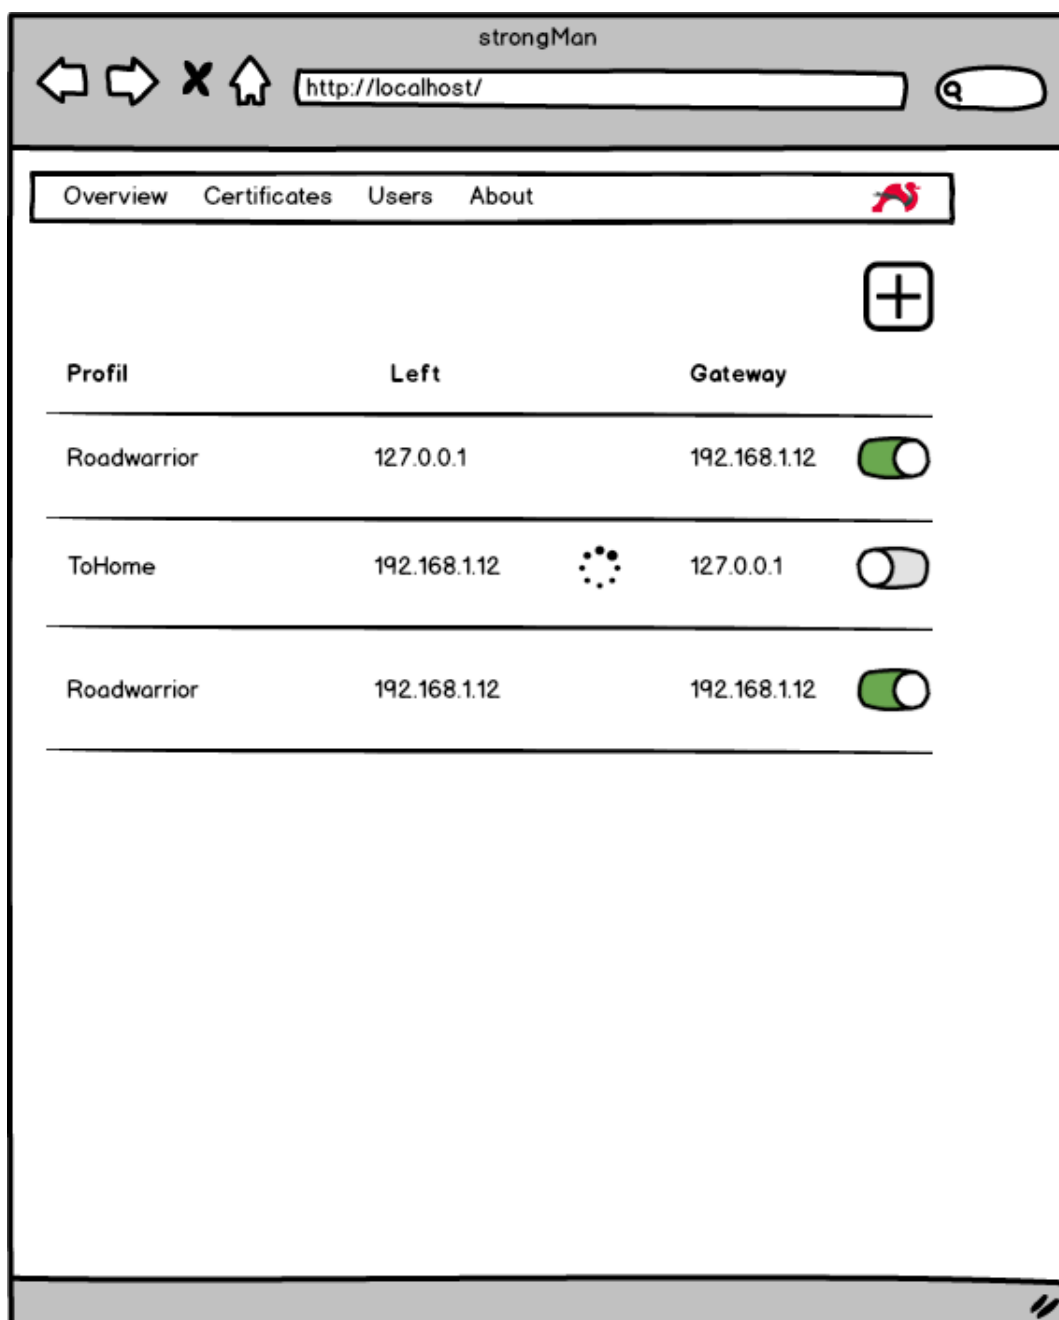 strongMan
http://localhost/
Overview Certificates Users About
Profil Left Gateway
Roadwarrior 127.0.0.1 192.168.1.12
ToHome 192.168.1.12 127.0.0.1
Roadwarrior 192.168.1.12 192.168.1.12